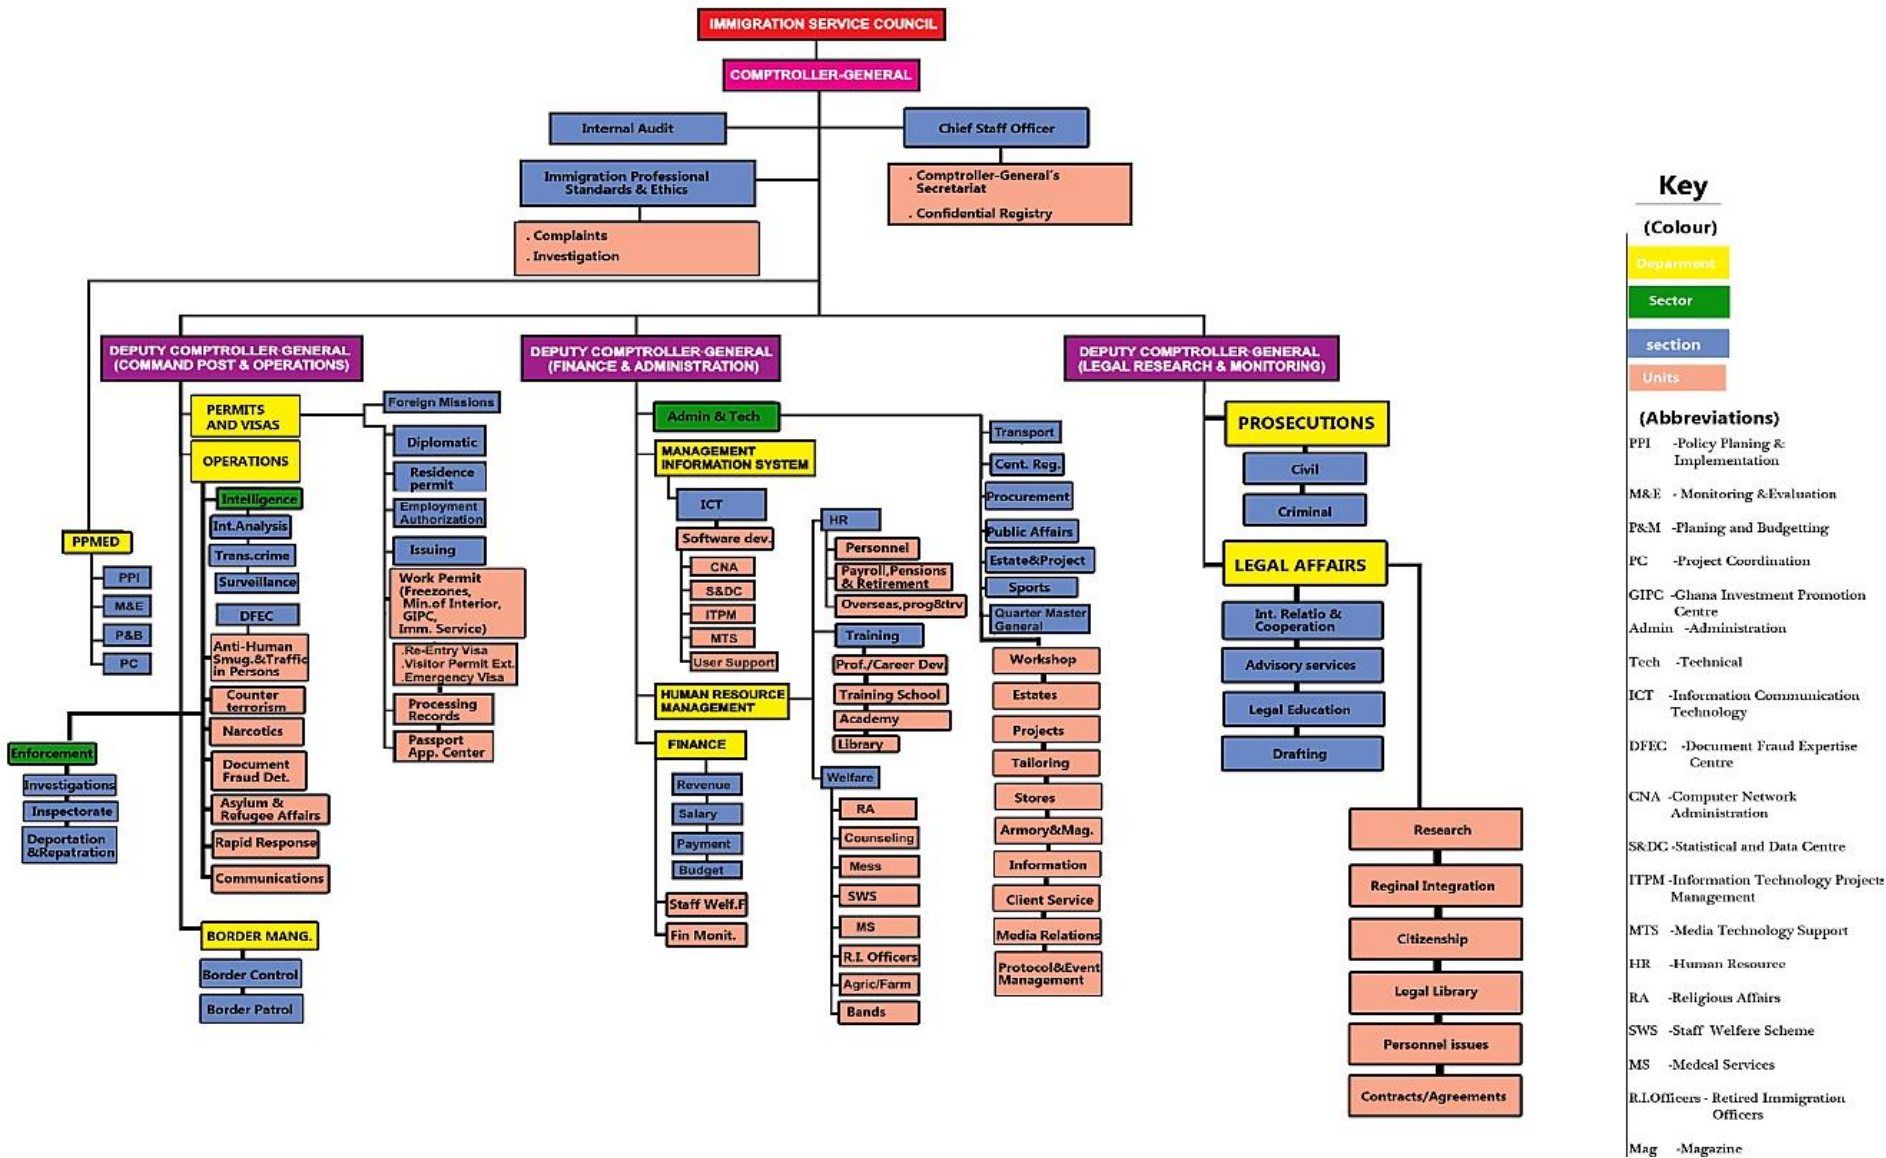 IMMIGRATION SERVICE COUNCIL
COMPTROLLER-GENERAL
Internal Audit
Chief Staff Officer
Immigration Professional
Standards & Ethics
. Comptroller-General's
Secretariat
. Confidential Registry
. Complaints
. Investigation
DEPUTY COMPTROLLER-GENERAL
(COMMAND POST & OPERATIONS)
DEPUTY COMPTROLLER-GENERAL
(FINANCE & ADMINISTRATION)
DEPUTY COMPTROLLER-GENERAL
(LEGAL RESEARCH & MONITORING)
PPMED
PPI
M&E
P&B
PC
PERMITS
AND VISAS
OPERATIONS
Intelligence
Int.Analysis
Trans.crime
Surveillance
DFEC
Anti-Human
Smug.&Traffic
in Persons
Counter
terrorism
Narcotics
Document
Fraud Det.
Asylum &
Refugee Affairs
Rapid Response
Communications
Enforcement
Investigations
Inspectorate
Deportation
&Repatration
BORDER MANG.
Border Control
Border Patrol
Foreign Missions
Diplomatic
Residence
permit
Employment
Authorization
Issuing
Work Permit
(Freezones,
Min.of Interior,
GIPC,
Imm. Service)
.Re-Entry Visa
.Visitor Permit Ext.
.Emergency Visa
Processing
Records
Passport
App. Center
Admin & Tech
MANAGEMENT
INFORMATION SYSTEM
ICT
Software dev.
CNA
S&DC
ITPM
MTS
User Support
HUMAN RESOURCE
MANAGEMENT
FINANCE
Revenue
Salary
Payment
Budget
Staff Welf.F
Fin Monit.
HR
Personnel
Payroll,Pensions
& Retirement
Overseas,prog&trv
Training
Prof./Career Dev
Training School
Academy
Library
Welfare
RA
Counseling
Mess
SWS
MS
R.I. Officers
Agric/Farm
Bands
Transport
Cent. Reg.
Procurement
Public Affairs
Estate&Project
Sports
Quarter Master
General
Workshop
Estates
Projects
Tailoring
Stores
Armory&Mag.
Information
Client Service
Media Relations
Protocol&Event
Management
PROSECUTIONS
Civil
Criminal
LEGAL AFFAIRS
Int. Relatio &
Cooperation
Advisory services
Legal Education
Drafting
Research
Reginal Integration
Citizenship
Legal Library
Personnel issues
Contracts/Agreements
Key
(Colour)
Deparment
Sector
section
Units
(Abbreviations)
PPI -Policy Planing &
Implementation
M&E - Monitoring &Evaluation
P&M -Planing and Budgetting
PC -Project Coordination
GIPC -Ghana Investment Promotion
Centre
Admin -Administration
Tech -Technical
ICT -Information Communication
Technology
DFEC -Document Fraud Expertise
Centre
CNA -Computer Network
Administration
S&DC -Statistical and Data Centre
ITPM -Information Technology Projects
Management
MTS -Media Technology Support
HR -Human Resource
RA -Religious Affairs
SWS -Staff Welfere Scheme
MS -Medcal Services
R.I.Officers - Retired Immigration
Officers
Mag -Magazine